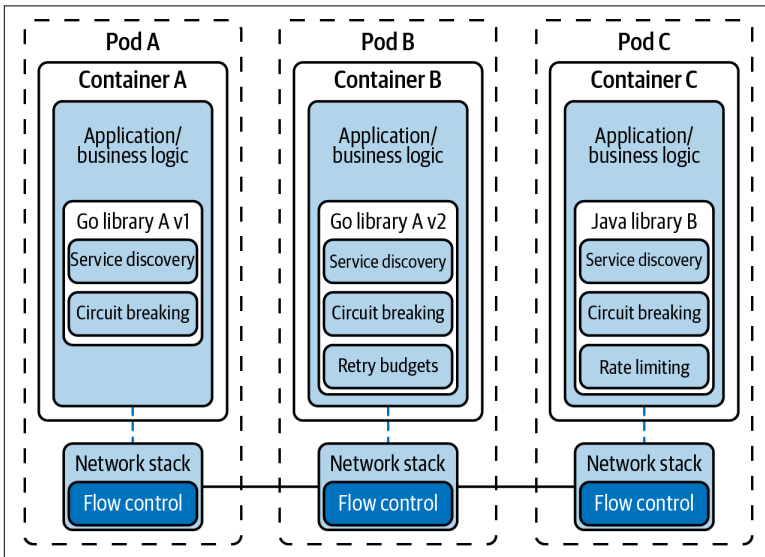 Pod A
Container A
Application/
business logic
Go library A v1
Service discovery
Circuit breaking
Network stack
Flow control
Pod B
Container B
Application/
business logic
Go library A v2
Service discovery
Circuit breaking
Retry budgets
Network stack
Flow control
Pod C
Container C
Application/
business logic
Java library B
Service discovery
Circuit breaking
Rate limiting
Network stack
Flow control